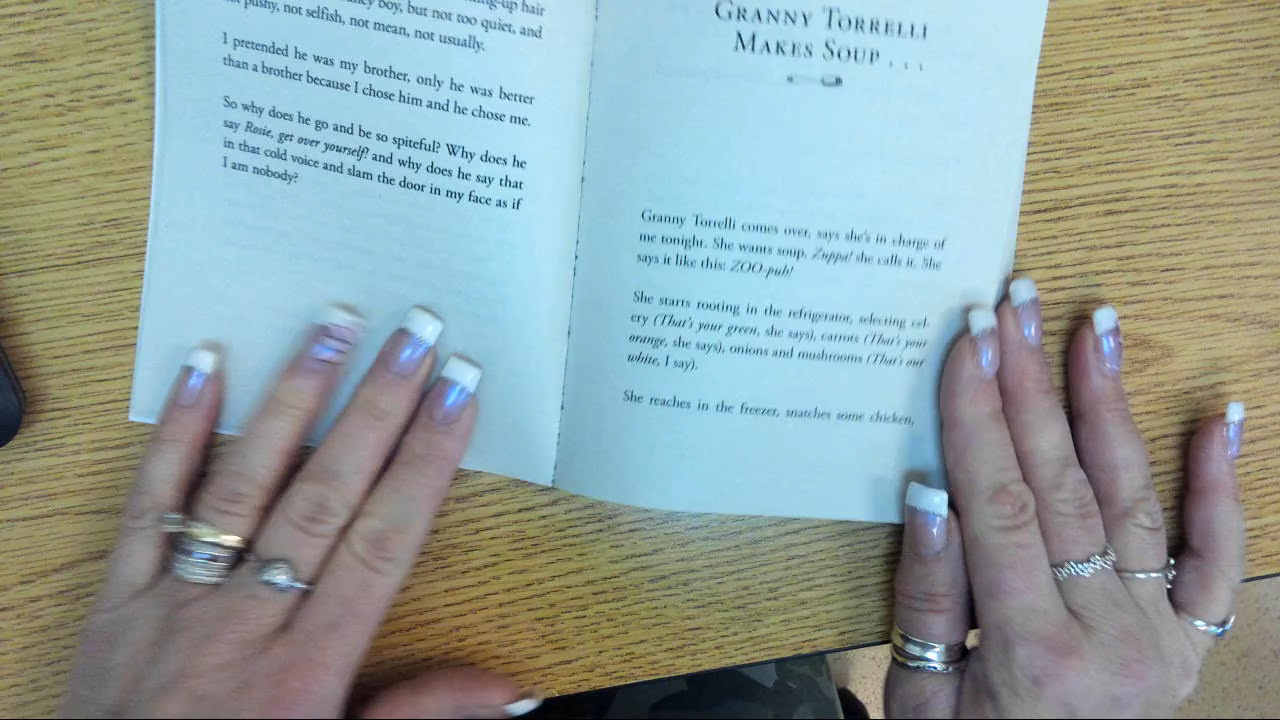 hair
boy, but not too quiet, and
not pushy, not selfish, not mean, not usually.
I pretended he was my brother, only he was better
than a brother because I chose him and he chose me.
So why does he go and be so spiteful? Why does he
say Rosie, get over yourself! and why does he say that
in that cold voice and slam the door in my face as if
I am nobody?
GRANNY TORRELLI
MAKES SOUP . . .
Granny Torrelli comes over, says she's in charge of
me tonight. She wants soup. Zuppa! she calls it. She
says it like this: ZOO-puh!
She starts rooting in the refrigerator, selecting cel-
ery (That's your green, she says), carrots (That's your
orange, she says), onions and mushrooms (That's our
white, I say).
She reaches in the freezer, snatches some chicken,